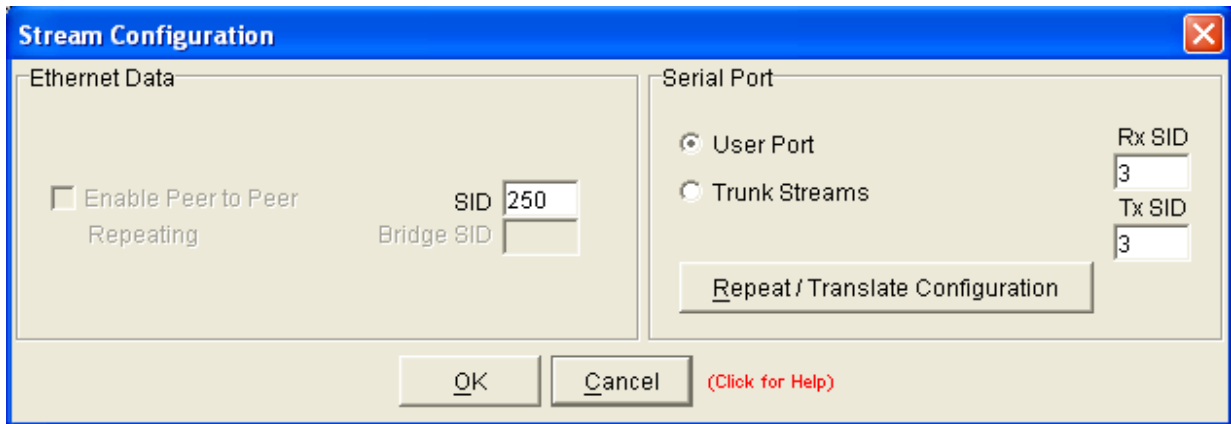 Stream Configuration
Ethernet Data
Enable Peer to Peer
Repeating
SID 250
Bridge SID
Serial Port
User Port
Trunk Streams
Rx SID
3
Tx SID
3
Repeat / Translate Configuration
OK
Cancel
(Click for Help)